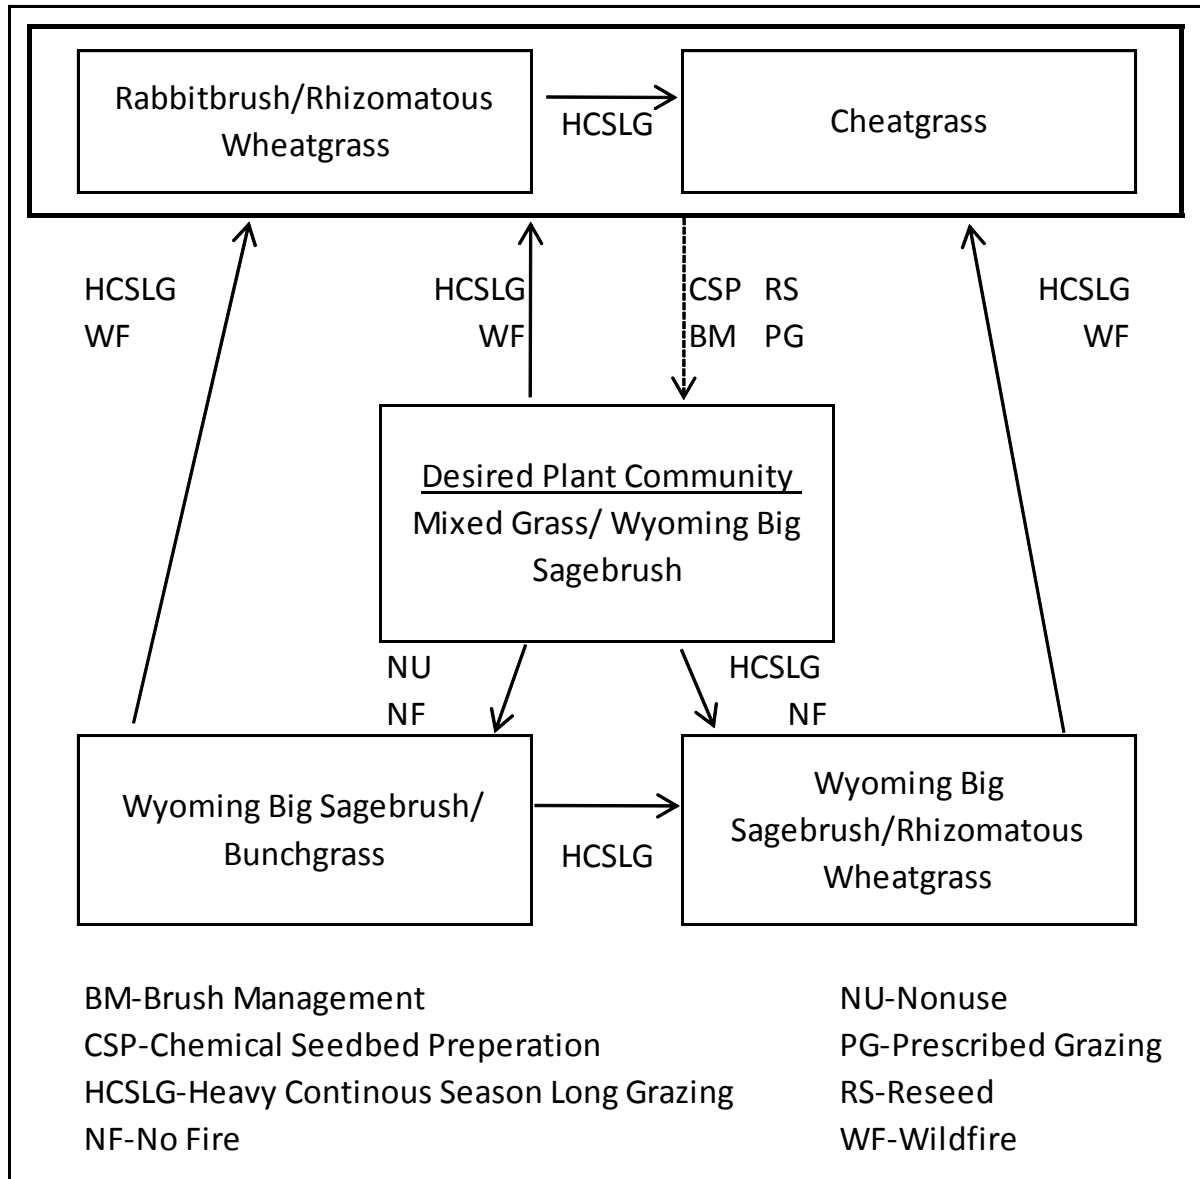 Rabbitbrush/Rhizomatous
Wheatgrass
HCSLG
Cheatgrass
HCSLG
WF
HCSLG
WF
CSP RS
BM PG
HCSLG
WF
Desired Plant Community
Mixed Grass/ Wyoming Big
Sagebrush
NU
NF
HCSLG
NF
Wyoming Big Sagebrush/
Bunchgrass
HCSLG
Wyoming Big
Sagebrush/Rhizomatous
Wheatgrass
BM-Brush Management
CSP-Chemical Seedbed Preperation
HCSLG-Heavy Continous Season Long Grazing
NF-No Fire
NU-Nonuse
PG-Prescribed Grazing
RS-Reseed
WF-Wildfire